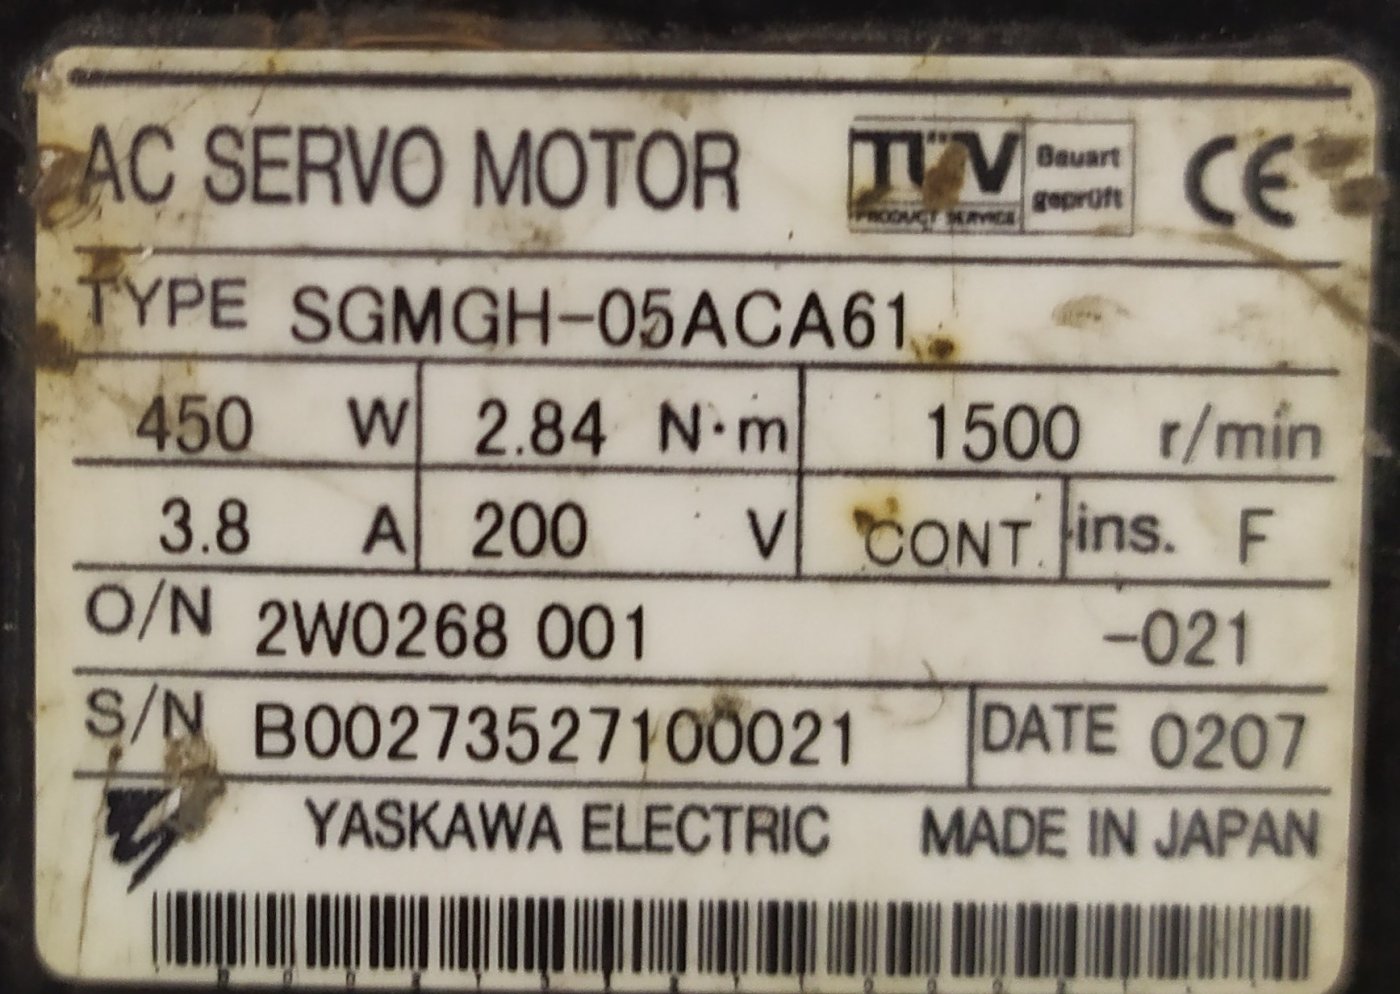 AC SERVO MOTOR TÜV PRODUCT SERVICE Bauart geprüft CE
TYPE SGMGH-05ACA61
450 W 2.84 N·m 1500 r/min
3.8 A 200 V CONT. ins. F
O/N 2W0268 001 -021
S/N B00273527100021 DATE 0207
YASKAWA ELECTRIC MADE IN JAPAN